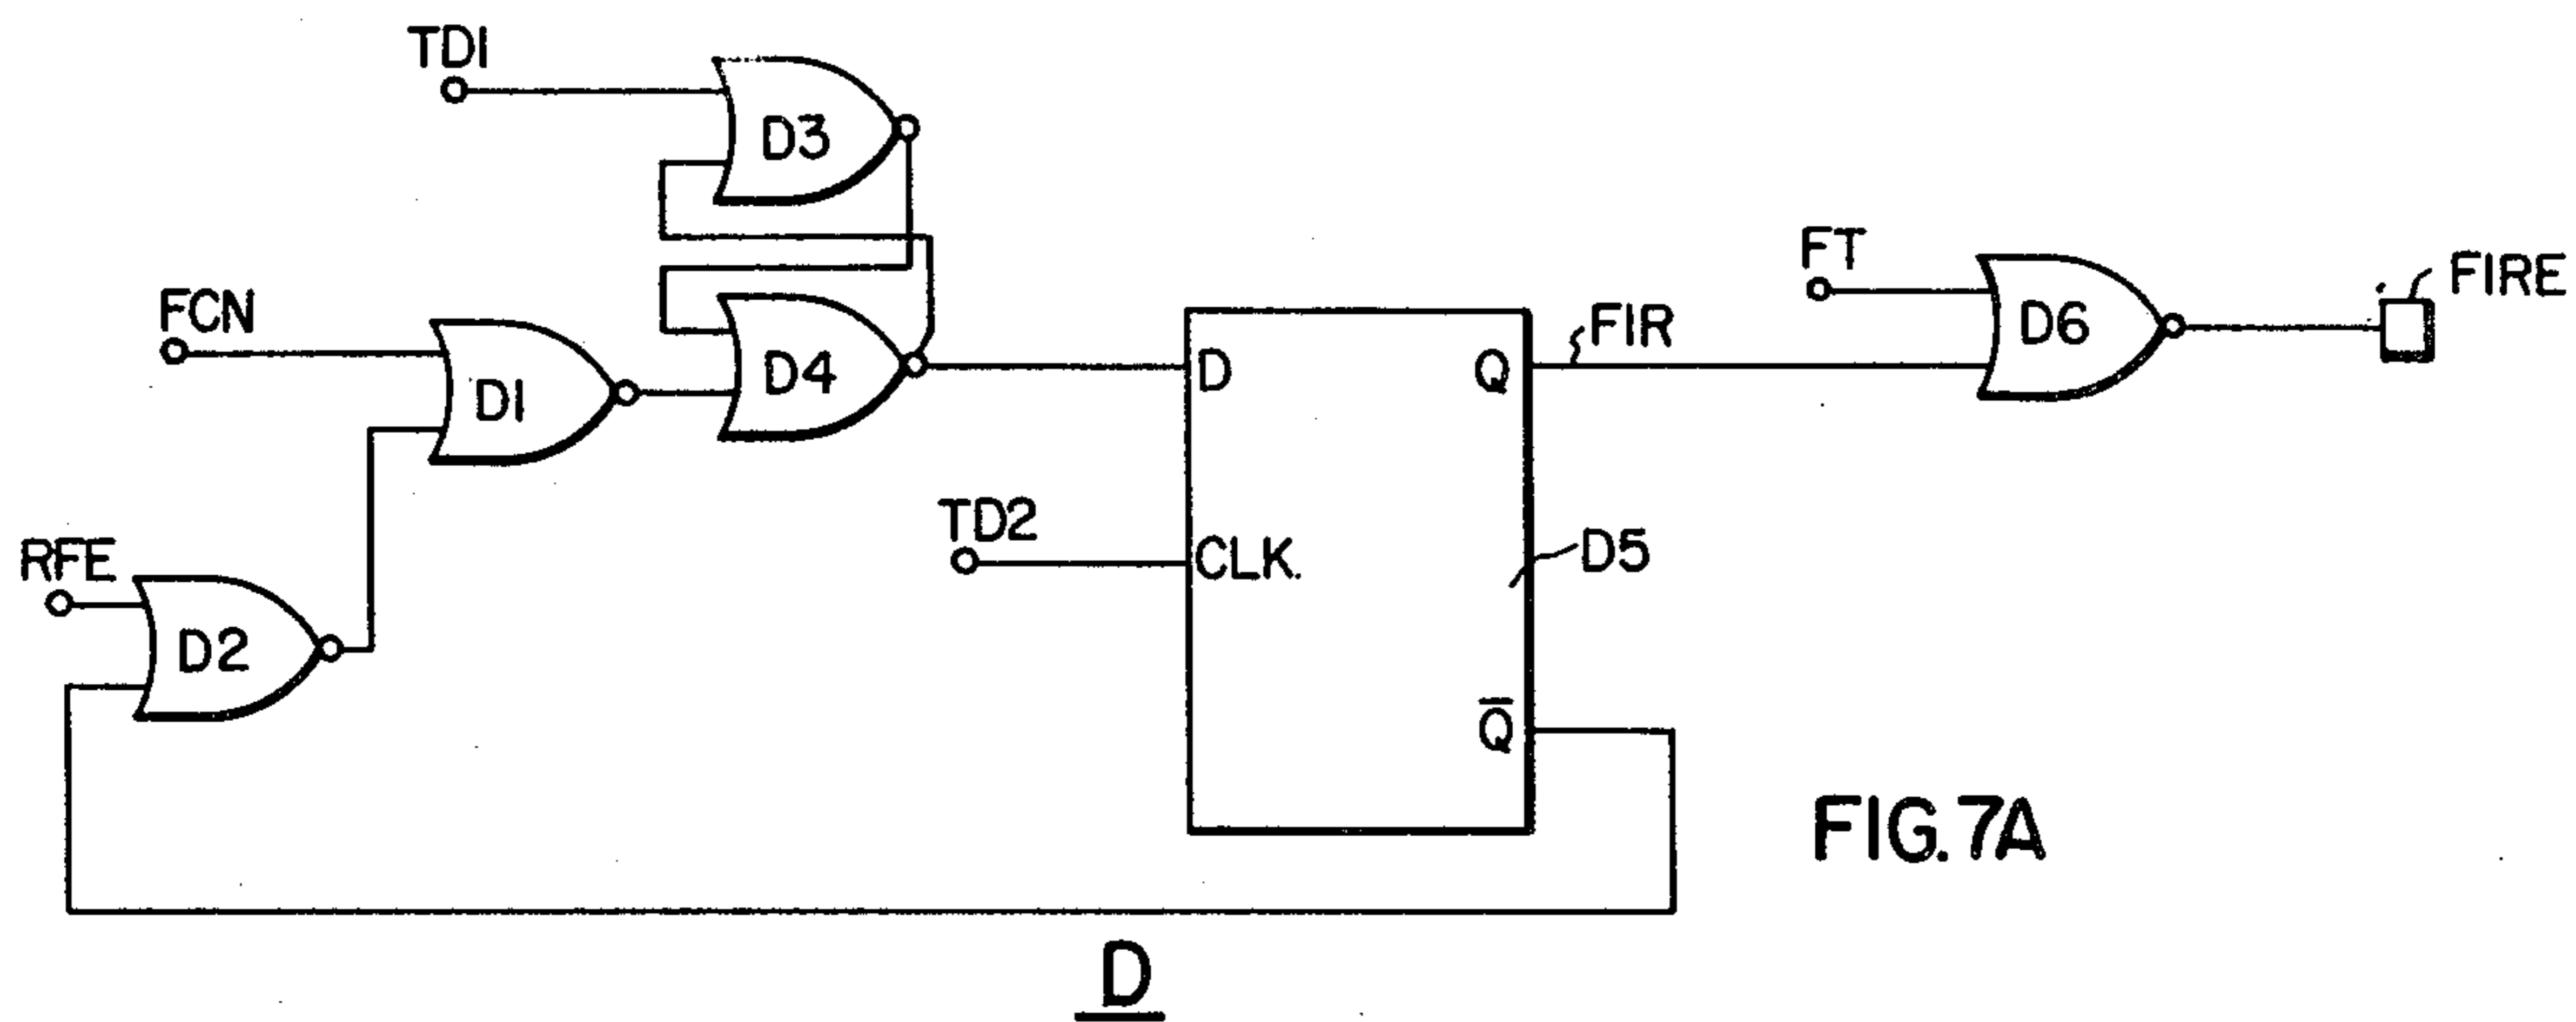 TD1
D3
FCN
D1
D4
FT
D6
FIRE
D
Q
FIR
TD2
CLK.
D5
RFE
D2
Q̅
FIG.7A
D